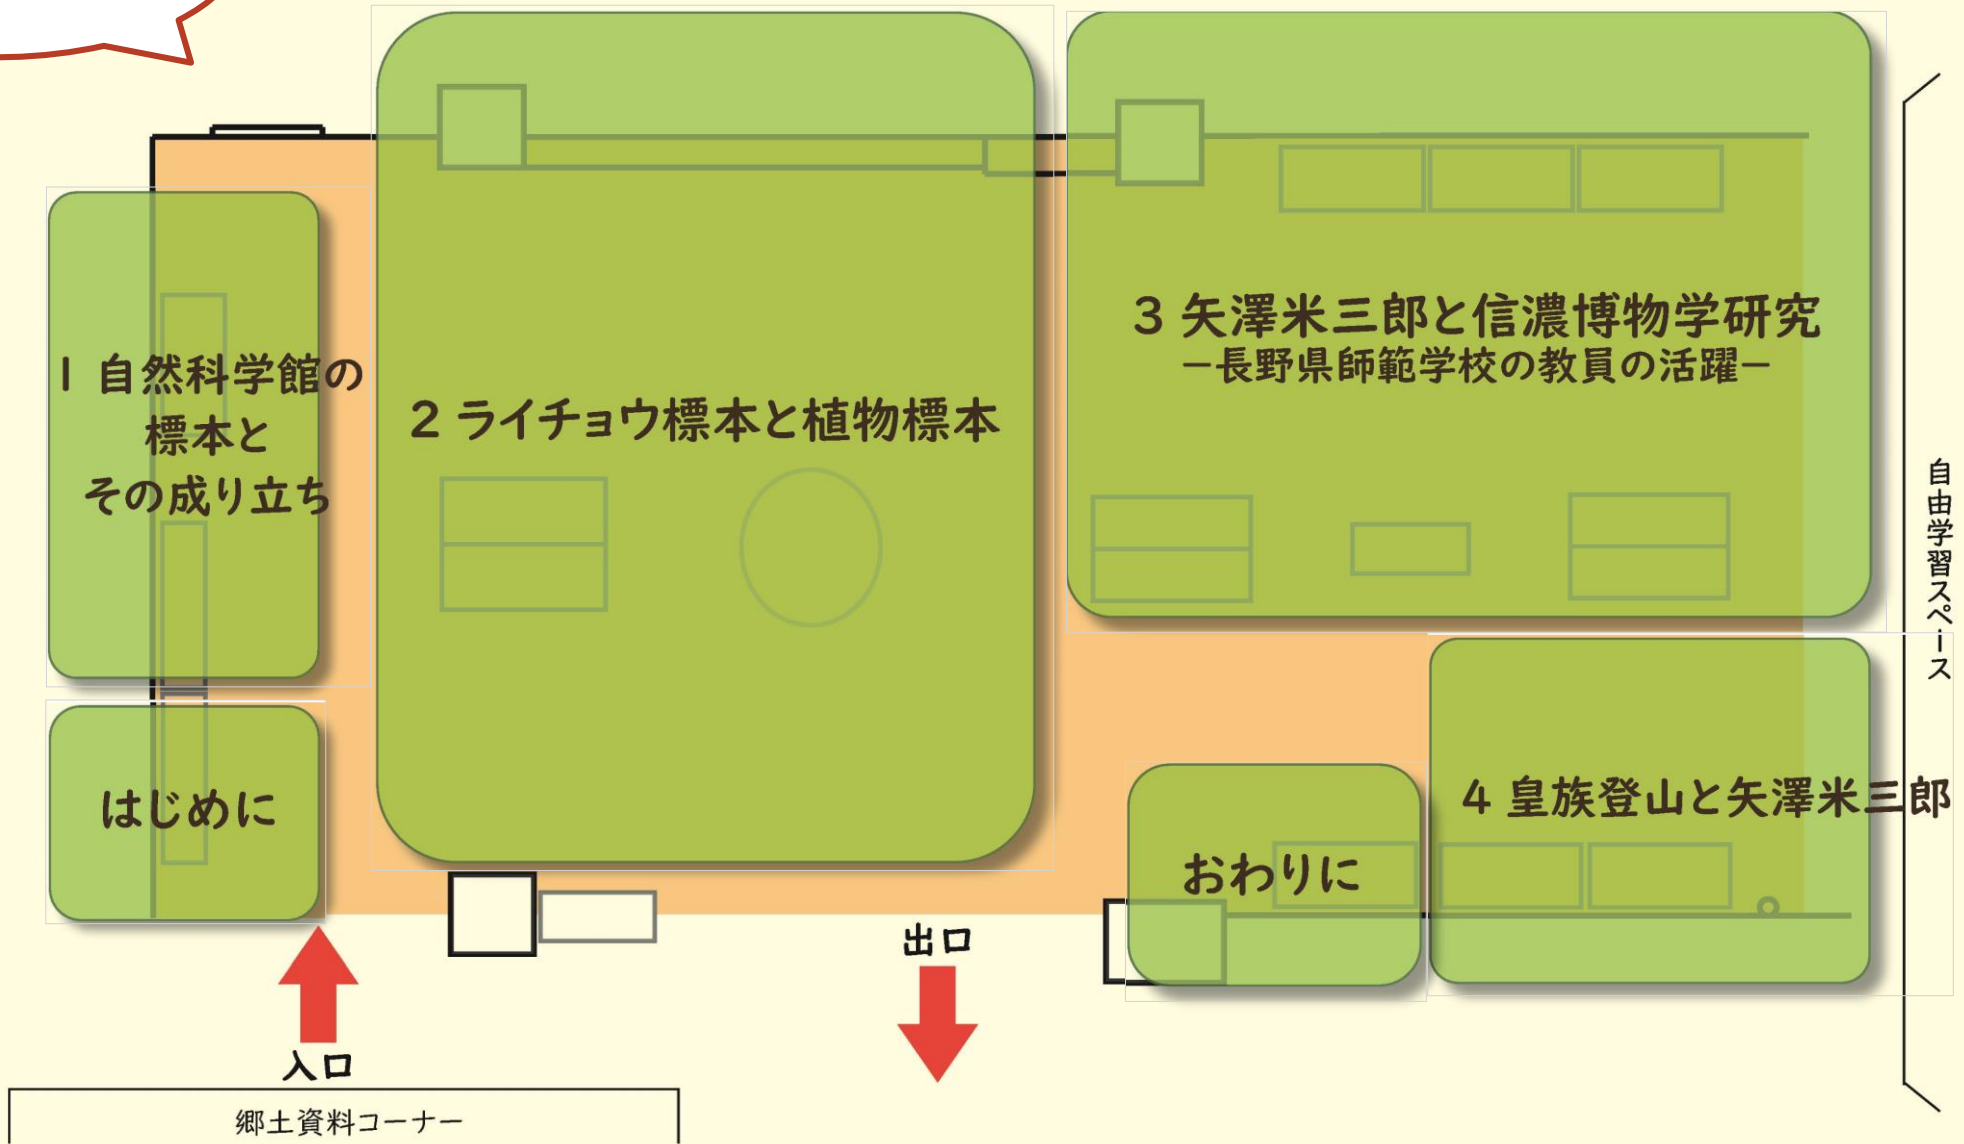 1 自然科学館の
標本と
その成り立ち
2 ライチョウ標本と植物標本
3 矢澤米三郎と信濃博物学研究
－長野県師範学校の教員の活躍－
自由学習スペース
はじめに
おわりに
4 皇族登山と矢澤米三郎
出口
入口
郷土資料コーナー